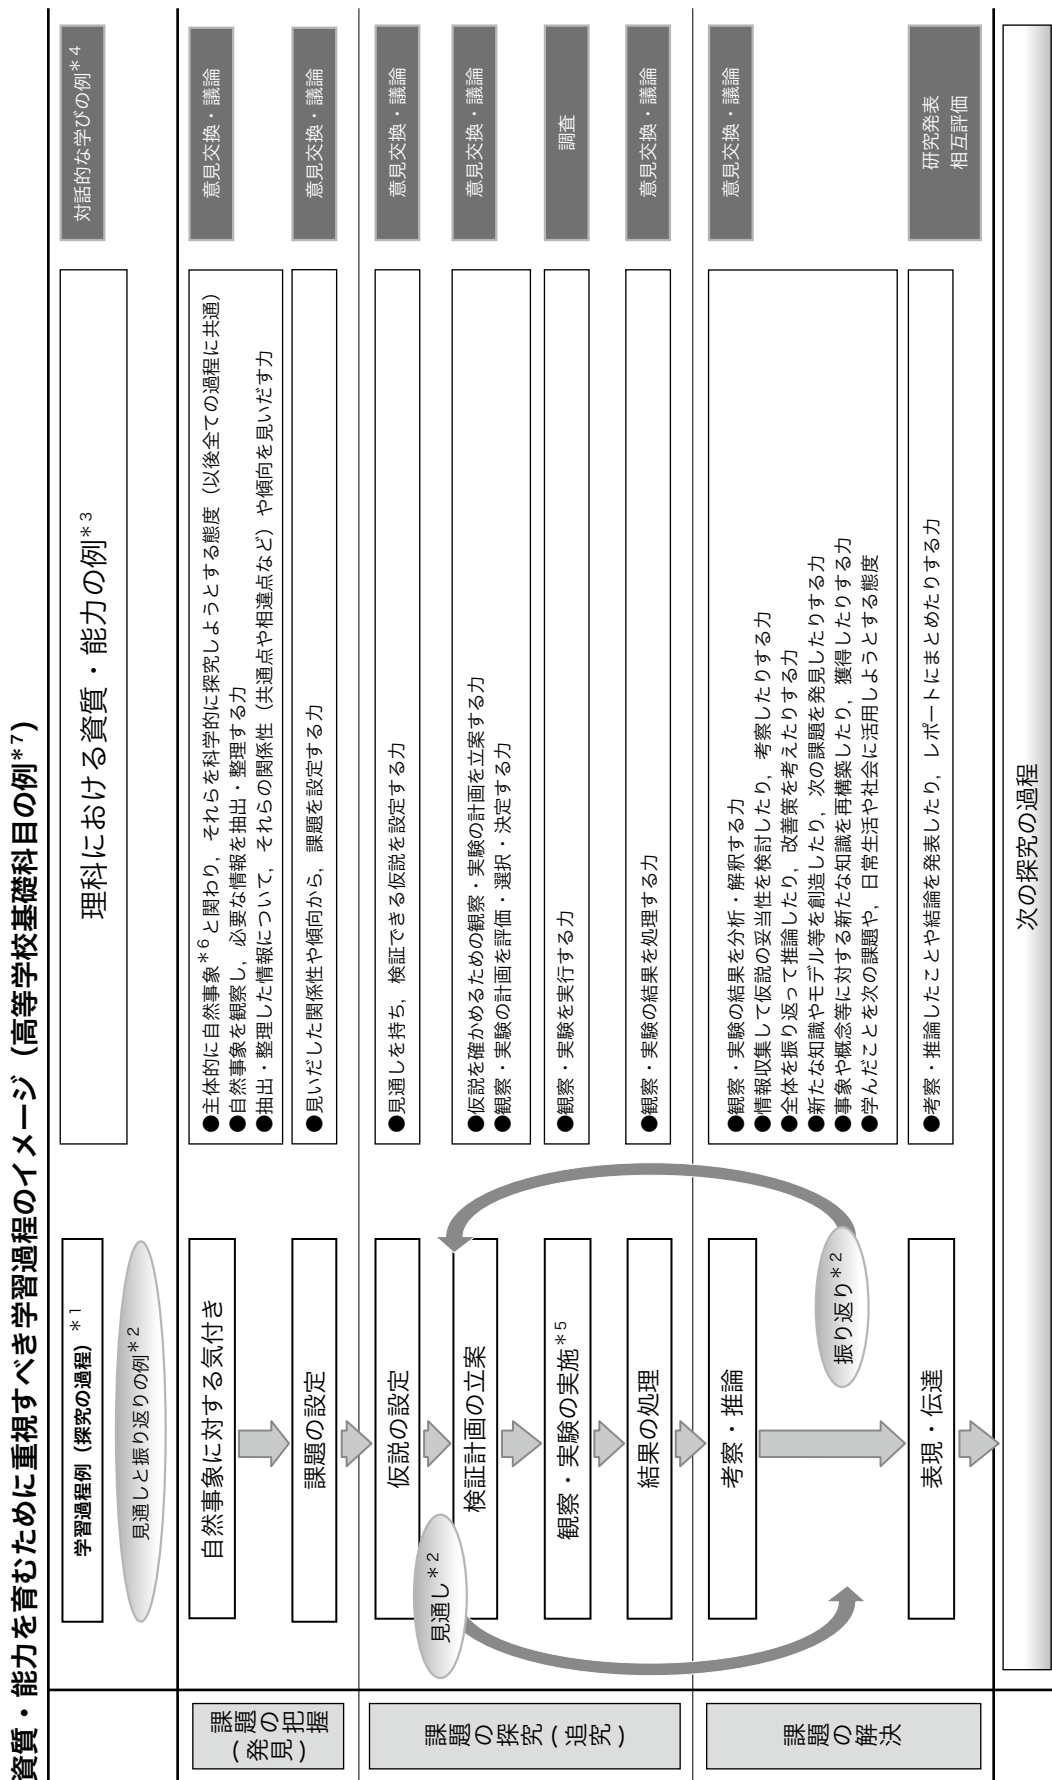 資質・能力を育むために重視すべき学習過程のイメージ（高等学校基礎科目の例＊7）
学習過程例（探究の過程）＊1
理科における資質・能力の例＊3
対話的な学びの例＊4
見通しと振り返りの例＊2
課題の把握
(発見)
自然事象に対する気付き
●主体的に自然事象＊6と関わり，それらを科学的に探究しようとする態度（以後全ての過程に共通）
●自然事象を観察し，必要な情報を抽出・整理する力
●抽出・整理した情報について，それらの関係性（共通点や相違点など）や傾向を見いだす力
意見交換・議論
課題の設定
●見いだした関係性や傾向から，課題を設定する力
意見交換・議論
課題の探究(追究)
仮説の設定
●見通しを持ち，検証できる仮説を設定する力
意見交換・議論
見通し＊2
検証計画の立案
●仮説を確かめるための観察・実験の計画を立案する力
●観察・実験の計画を評価・選択・決定する力
意見交換・議論
観察・実験の実施＊5
●観察・実験を実行する力
調査
結果の処理
●観察・実験の結果を処理する力
意見交換・議論
課題の解決
考察・推論
●観察・実験の結果を分析・解釈する力
●情報収集して仮説の妥当性を検討したり，考察したりする力
●全体を振り返って推論したり，改善策を考えたりする力
●新たな知識やモデル等を創造したり，次の課題を発見したりする力
●事象や概念等に対する新たな知識を再構築したり，獲得したりする力
●学んだことを次の課題や，日常生活や社会に活用しようとする態度
意見交換・議論
振り返り＊2
表現・伝達
●考察・推論したことや結論を発表したり，レポートにまとめたりする力
研究発表
相互評価
次の探究の過程